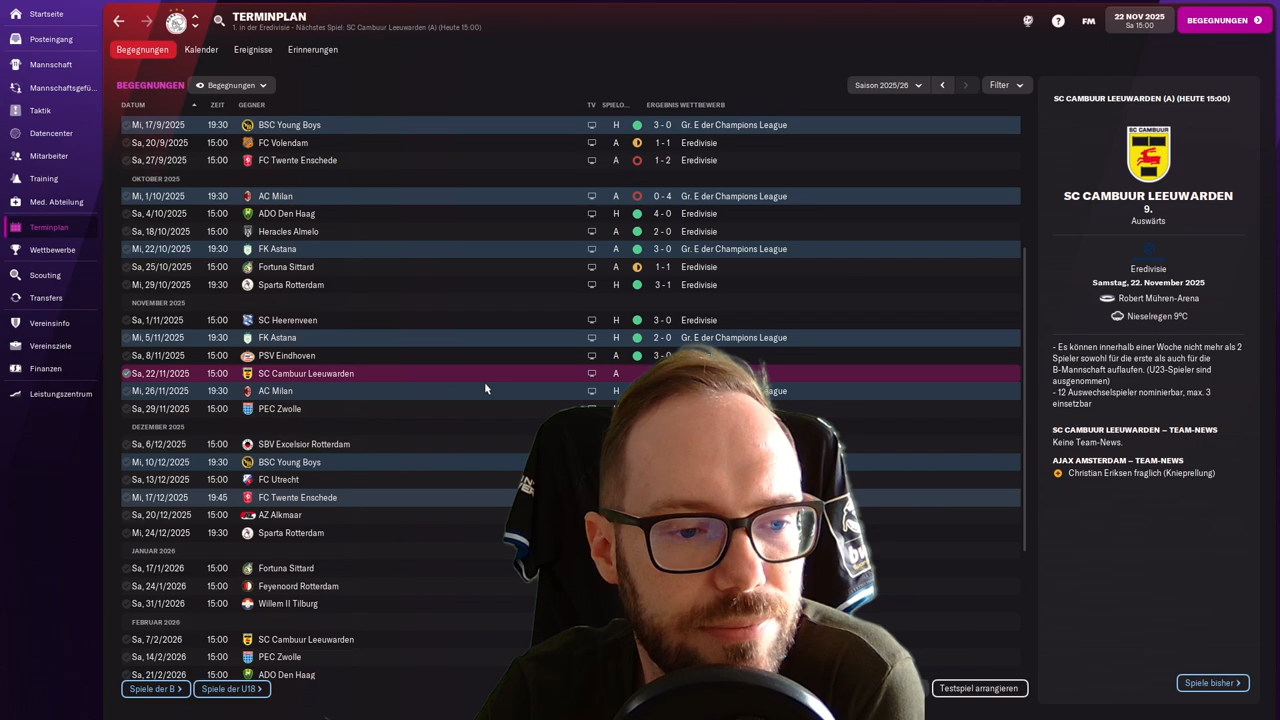 Startseite
Posteingang
Mannschaft
Mannschaftsgefü...
Taktik
Datencenter
Mitarbeiter
Training
Med. Abteilung
Terminplan
Wettbewerbe
Scouting
Transfers
Vereinsinfo
Vereinsziele
Finanzen
Leistungszentrum
TERMINPLAN
1. in der Eredivisie - Nächstes Spiel: SC Cambuur Leeuwarden (A) (Heute 15:00)
FM
22 NOV 2025
Sa 15:00
BEGEGNUNGEN
Begegnungen Kalender Ereignisse Erinnerungen
BEGEGNUNGEN Begegnungen Saison 2025/26 Filter
DATUM ZEIT GEGNER TV SPIELO... ERGEBNIS WETTBEWERB
Mi, 17/9/2025 19:30 BSC Young Boys H 3 - 0 Gr. E der Champions League
Sa, 20/9/2025 15:00 FC Volendam A 1 - 1 Eredivisie
Sa, 27/9/2025 15:00 FC Twente Enschede A 1 - 2 Eredivisie
OKTOBER 2025
Mi, 1/10/2025 19:30 AC Milan A 0 - 4 Gr. E der Champions League
Sa, 4/10/2025 15:00 ADO Den Haag H 4 - 0 Eredivisie
Sa, 18/10/2025 15:00 Heracles Almelo A 2 - 0 Eredivisie
Mi, 22/10/2025 19:30 FK Astana A 3 - 0 Gr. E der Champions League
Sa, 25/10/2025 15:00 Fortuna Sittard A 1 - 1 Eredivisie
Mi, 29/10/2025 19:30 Sparta Rotterdam H 3 - 1 Eredivisie
NOVEMBER 2025
Sa, 1/11/2025 15:00 SC Heerenveen H 3 - 0 Eredivisie
Mi, 5/11/2025 19:30 FK Astana H 2 - 0 Gr. E der Champions League
Sa, 8/11/2025 15:00 PSV Eindhoven A 3 - 0
Sa, 22/11/2025 15:00 SC Cambuur Leeuwarden A
Mi, 26/11/2025 19:30 AC Milan H ague
Sa, 29/11/2025 15:00 PEC Zwolle
DEZEMBER 2025
Sa, 6/12/2025 15:00 SBV Excelsior Rotterdam
Mi, 10/12/2025 19:30 BSC Young Boys
Sa, 13/12/2025 15:00 FC Utrecht
Mi, 17/12/2025 19:45 FC Twente Enschede
Sa, 20/12/2025 15:00 AZ Alkmaar
Mi, 24/12/2025 19:30 Sparta Rotterdam
JANUAR 2026
Sa, 17/1/2026 15:00 Fortuna Sittard
Sa, 24/1/2026 15:00 Feyenoord Rotterdam
Sa, 31/1/2026 15:00 Willem II Tilburg
FEBRUAR 2026
Sa, 7/2/2026 15:00 SC Cambuur Leeuwarden
Sa, 14/2/2026 15:00 PEC Zwolle
Sa, 21/2/2026 15:00 ADO Den Haag
Spiele der B Spiele der U18 Testspiel arrangieren
SC CAMBUUR LEEUWARDEN (A) (HEUTE 15:00)
SC CAMBUUR
SC CAMBUUR LEEUWARDEN
9.
Auswärts
Eredivisie
Samstag, 22. November 2025
Robert Mühren-Arena
Nieselregen 9°C
- Es können innerhalb einer Woche nicht mehr als 2
Spieler sowohl für die erste als auch für die
B-Mannschaft auflaufen. (U23-Spieler sind
ausgenommen)
- 12 Auswechselspieler nominierbar, max. 3
einsetzbar
SC CAMBUUR LEEUWARDEN – TEAM-NEWS
Keine Team-News.
AJAX AMSTERDAM – TEAM-NEWS
Christian Eriksen fraglich (Knieprellung)
Spiele bisher